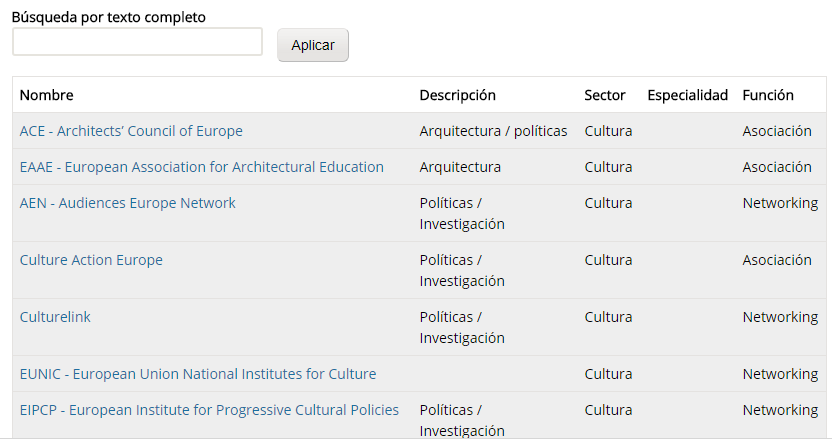 Búsqueda por texto completo
Aplicar
Nombre Descripción Sector Especialidad Función
ACE - Architects’ Council of Europe Arquitectura / políticas Cultura Asociación
EAAE - European Association for Architectural Education Arquitectura Cultura Asociación
AEN - Audiences Europe Network Políticas / Cultura Networking
Investigación
Culture Action Europe Políticas / Cultura Asociación
Investigación
Culturelink Políticas / Cultura Networking
Investigación
EUNIC - European Union National Institutes for Culture Cultura Networking
EIPCP - European Institute for Progressive Cultural Policies Políticas / Cultura Networking
Investigación